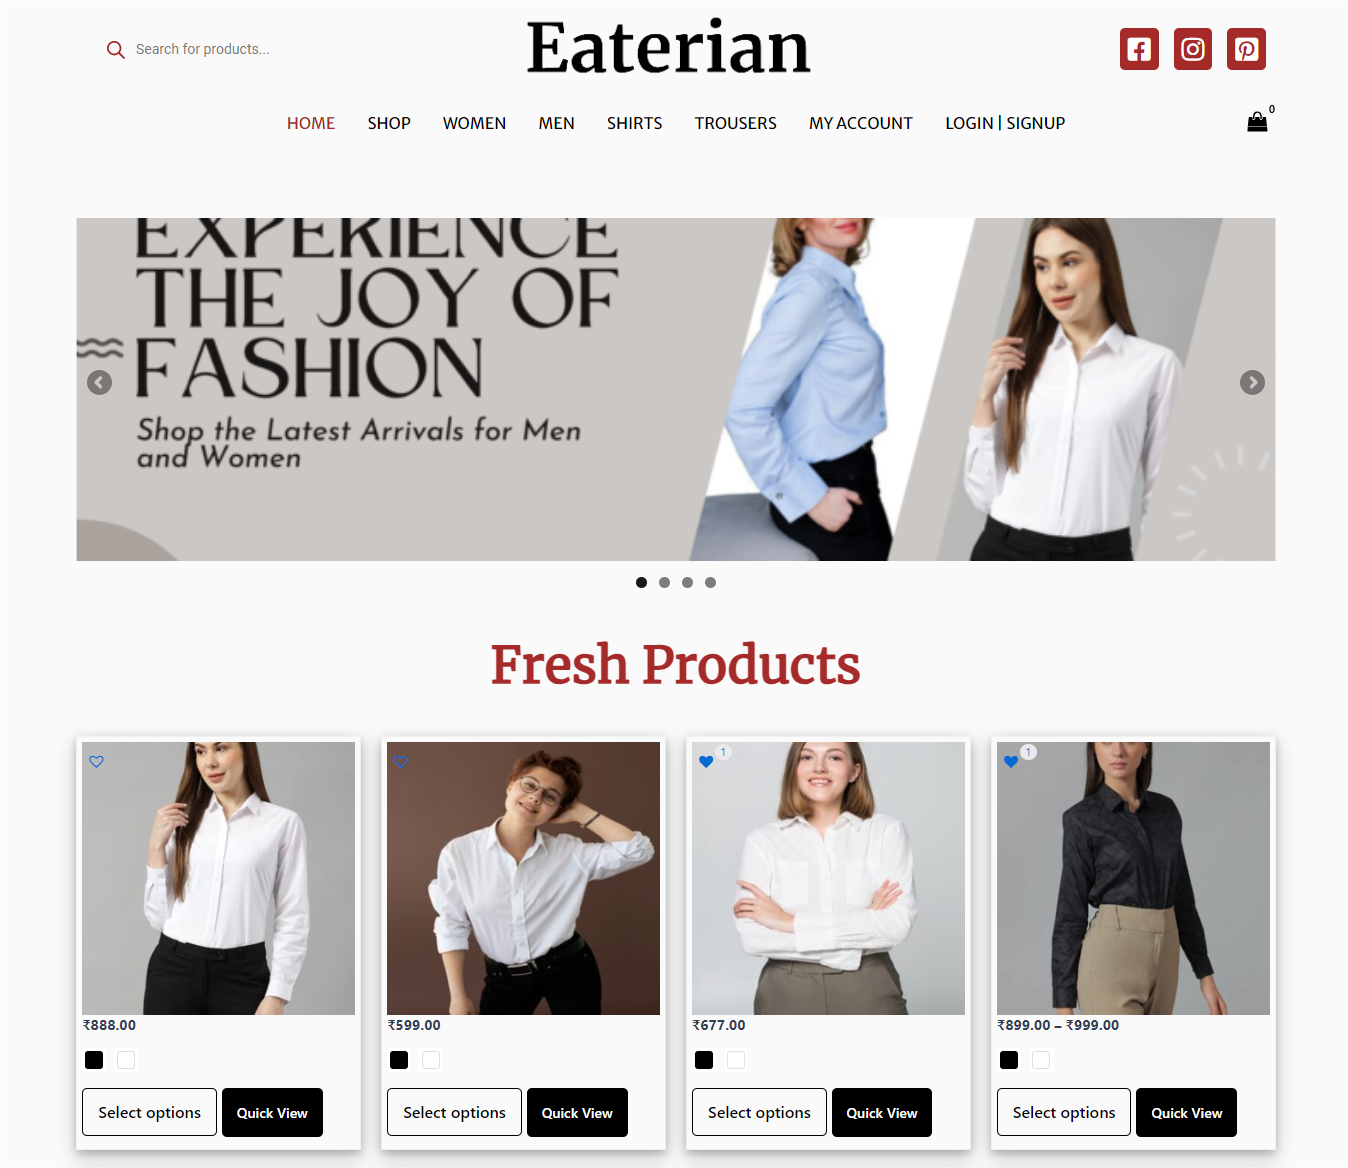 Search for products...
Eaterian
HOME SHOP WOMEN MEN SHIRTS TROUSERS MY ACCOUNT LOGIN | SIGNUP
0
EXPERIENCE
THE JOY OF
FASHION
Shop the Latest Arrivals for Men
and Women
Fresh Products
1
1
₹888.00
₹599.00
₹677.00
₹899.00 – ₹999.00
Select options Quick View
Select options Quick View
Select options Quick View
Select options Quick View